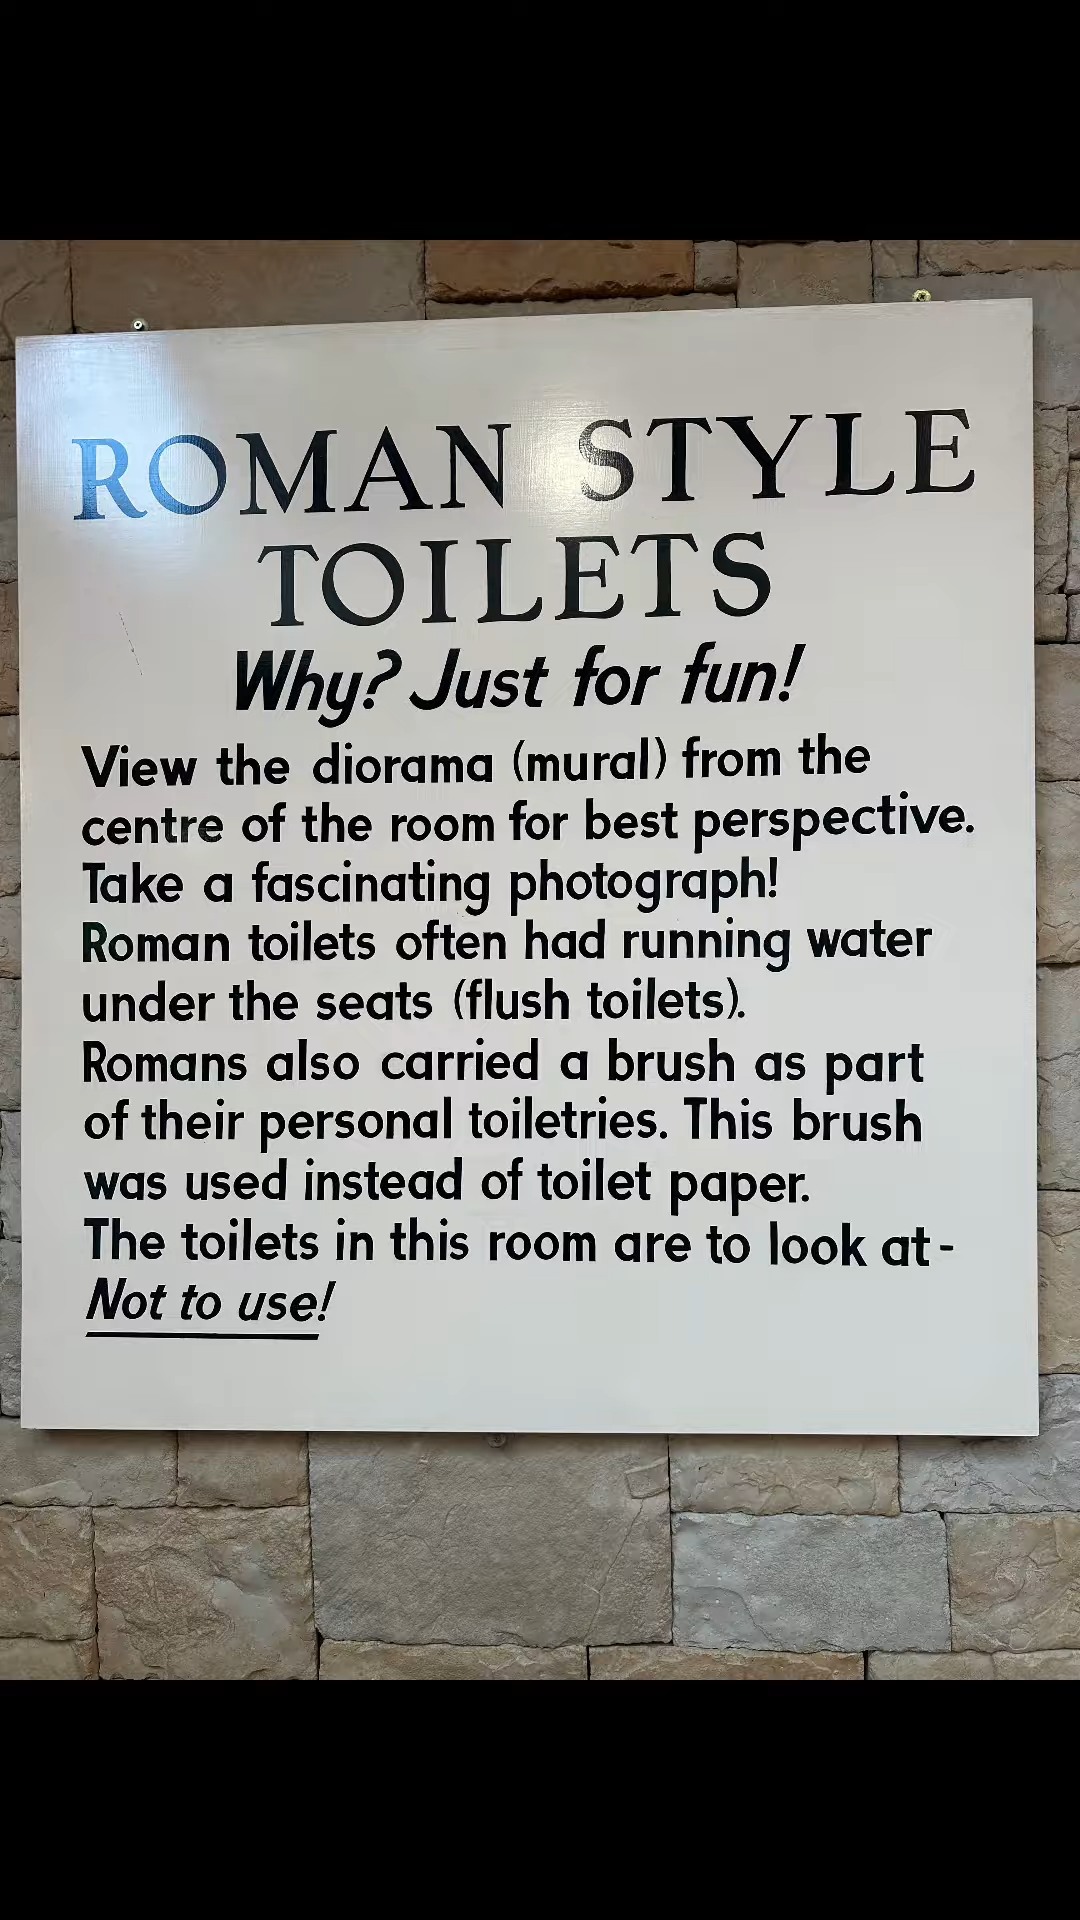 ROMAN STYLE
TOILETS
Why? Just for fun!
View the diorama (mural) from the
centre of the room for best perspective.
Take a fascinating photograph!
Roman toilets often had running water
under the seats (flush toilets).
Romans also carried a brush as part
of their personal toiletries. This brush
was used instead of toilet paper.
The toilets in this room are to look at-
Not to use!